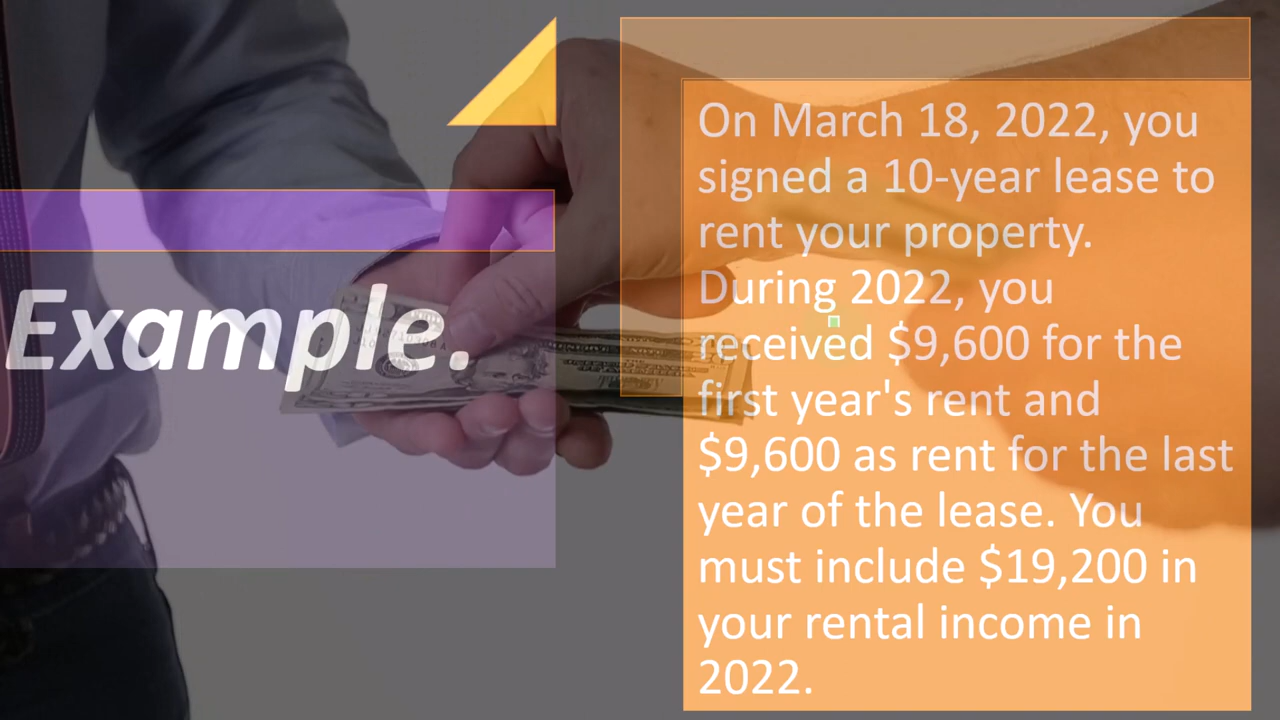 Example.
On March 18, 2022, you
signed a 10-year lease to
rent your property.
During 2022, you
received $9,600 for the
first year's rent and
$9,600 as rent for the last
year of the lease. You
must include $19,200 in
your rental income in
2022.